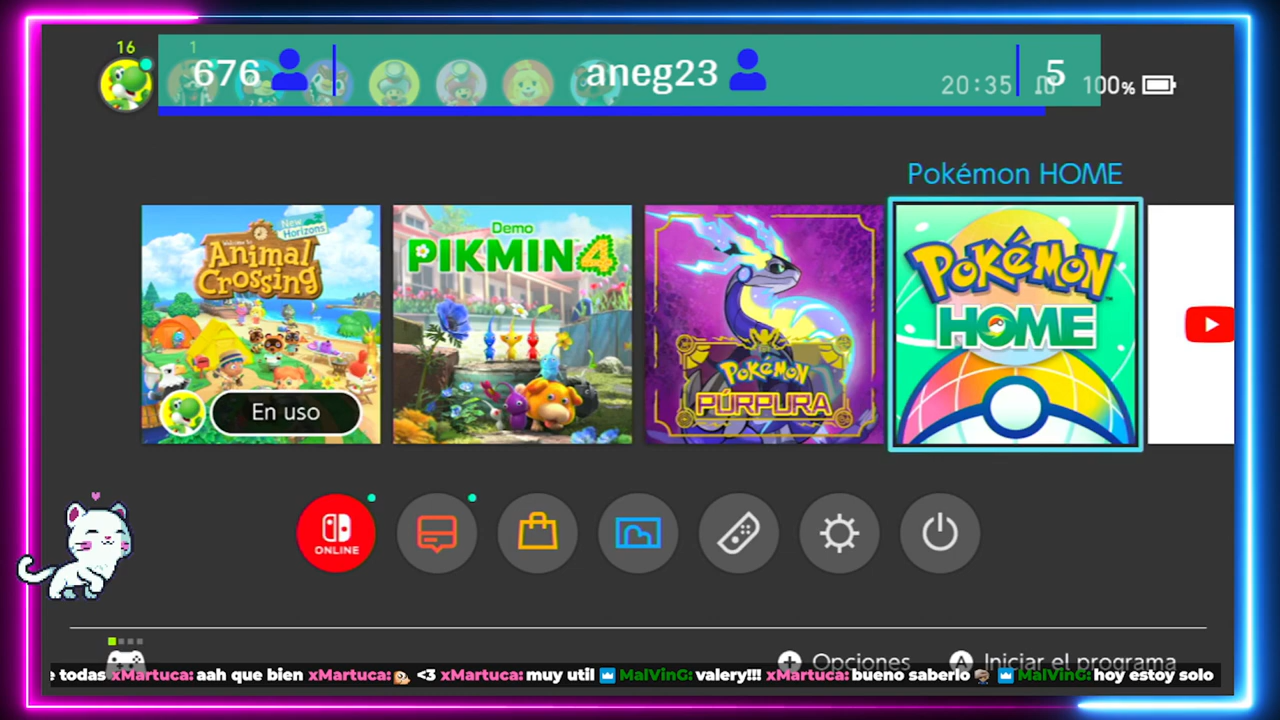 16
1
676
aneg23
5
20:35
100%
Pokémon HOME
Welcome to
Animal
Crossing
New
Horizons
En uso
Demo
PIKMIN 4
POKÉMON
PÚRPURA
POKÉMON
HOME
ONLINE
Opciones
A Iniciar el programa
e todas xMartuca: aah que bien xMartuca: <3 xMartuca: muy util MalVinG: valery!!! xMartuca: bueno saberlo MalVinG: hoy estoy solo